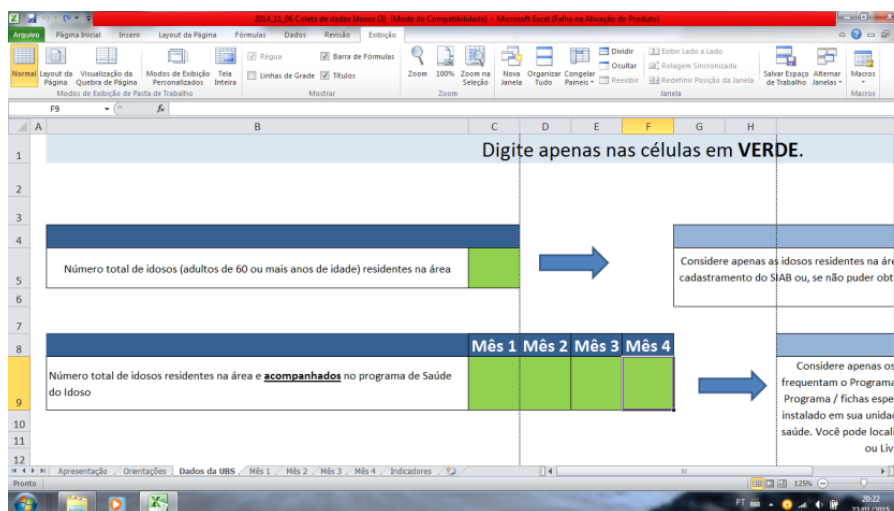 2014_11_06 Coleta de dados Idosos (3) [Modo de Compatibilidade] - Microsoft Excel (Falha na Ativação do Produto)
Arquivo Página Inicial Inserir Layout da Página Fórmulas Dados Revisão Exibição
Normal Layout da Página Visualização da Quebra de Página Modos de Exibição Personalizados Tela Inteira
Modos de Exibição de Pasta de Trabalho
Régua Barra de Fórmulas
Linhas de Grade Títulos
Mostrar
Zoom 100% Zoom na Seleção
Zoom
Nova Janela Organizar Tudo Congelar Painéis
Dividir
Ocultar
Reexibir
Exibir Lado a Lado
Rolagem Sincronizada
Redefinir Posição da Janela
Salvar Espaço de Trabalho Alternar Janelas
Janela
Macros
Macros
F9 fx
A B C D E F G H
1 Digite apenas nas células em VERDE.
2
3
4
5 Número total de idosos (adultos de 60 ou mais anos de idade) residentes na área
Considere apenas as idosos residentes na áre
cadastramento do SIAB ou, se não puder obt
6
7
8 Mês 1 Mês 2 Mês 3 Mês 4
9 Número total de idosos residentes na área e acompanhados no programa de Saúde
do Idoso
Considere apenas os
frequentam o Programa
Programa / fichas espe
10 instalado em sua unidad
11 saúde. Você pode locali
12 ou Liv
Apresentação Orientações Dados da UBS Mês 1 Mês 2 Mês 3 Mês 4 Indicadores
Pronto 125%
PT 20:22
22/01/2015